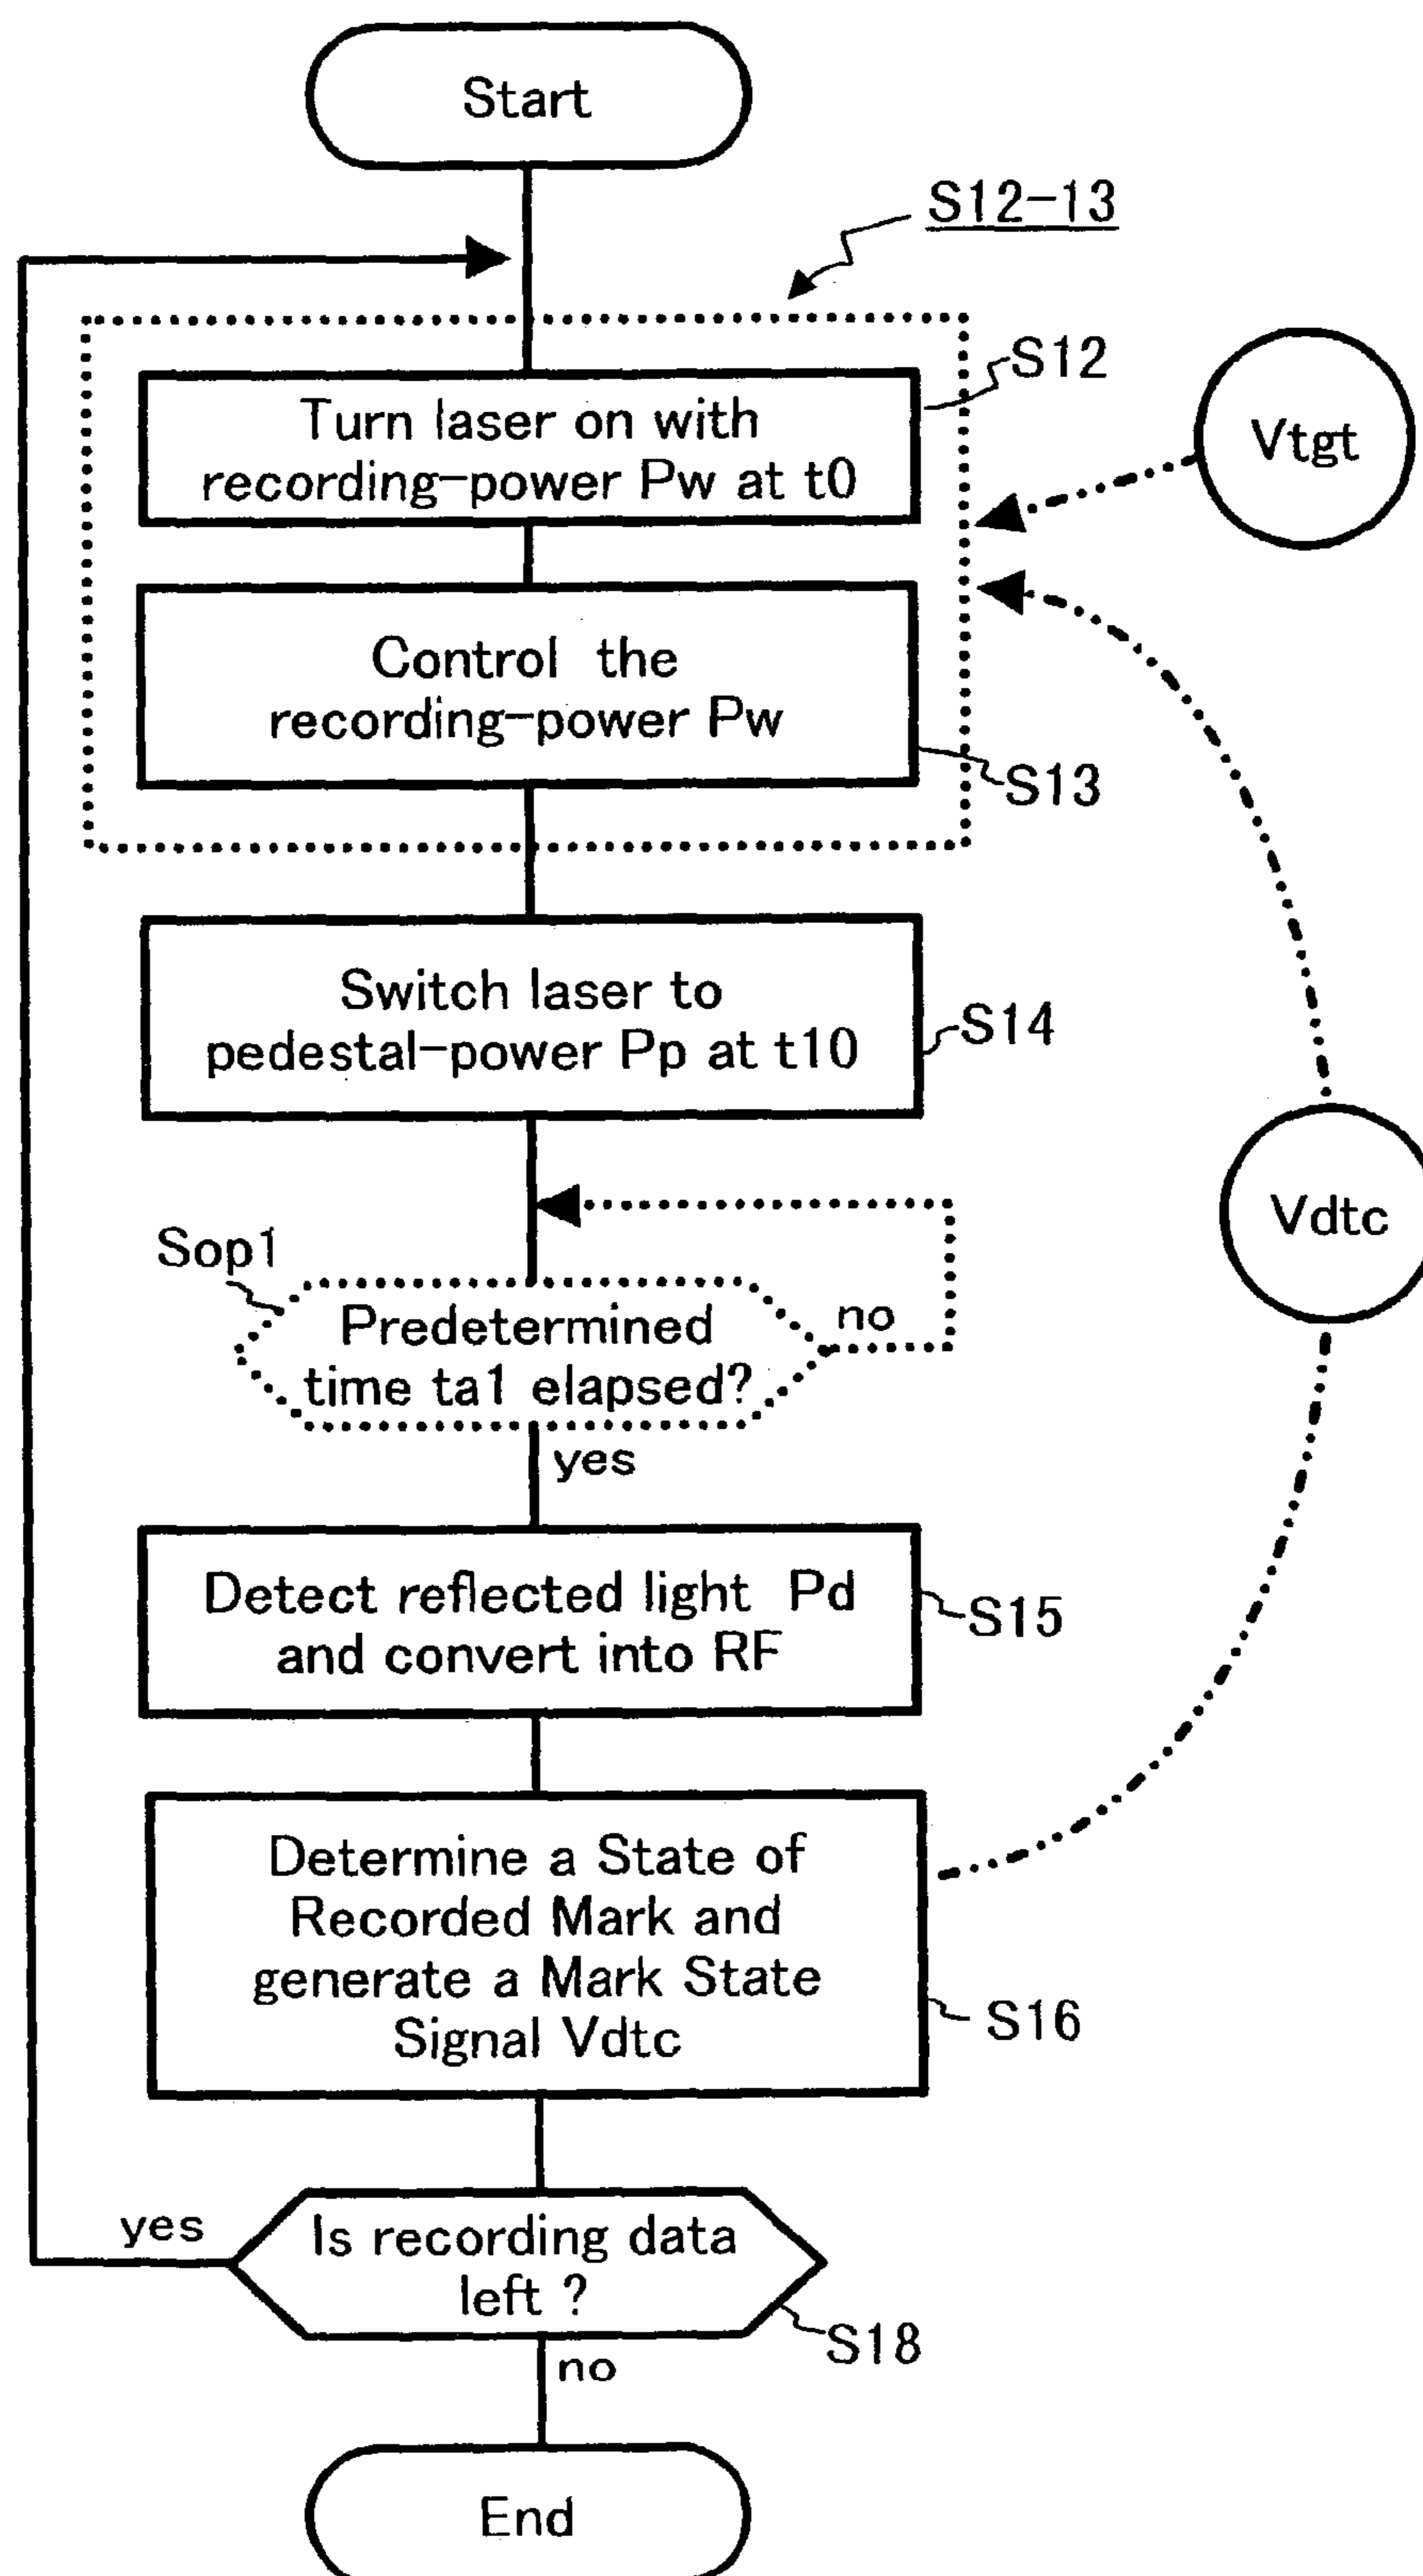 Start
S12-13
S12
Turn laser on with
recording-power Pw at t0
Vtgt
Control the
recording-power Pw
S13
Switch laser to
pedestal-power Pp at t10
S14
Vdtc
Sop1
Predetermined
time ta1 elapsed?
no
yes
Detect reflected light Pd
and convert into RF
S15
Determine a State of
Recorded Mark and
generate a Mark State
Signal Vdtc
S16
yes
Is recording data
left ?
S18
no
End